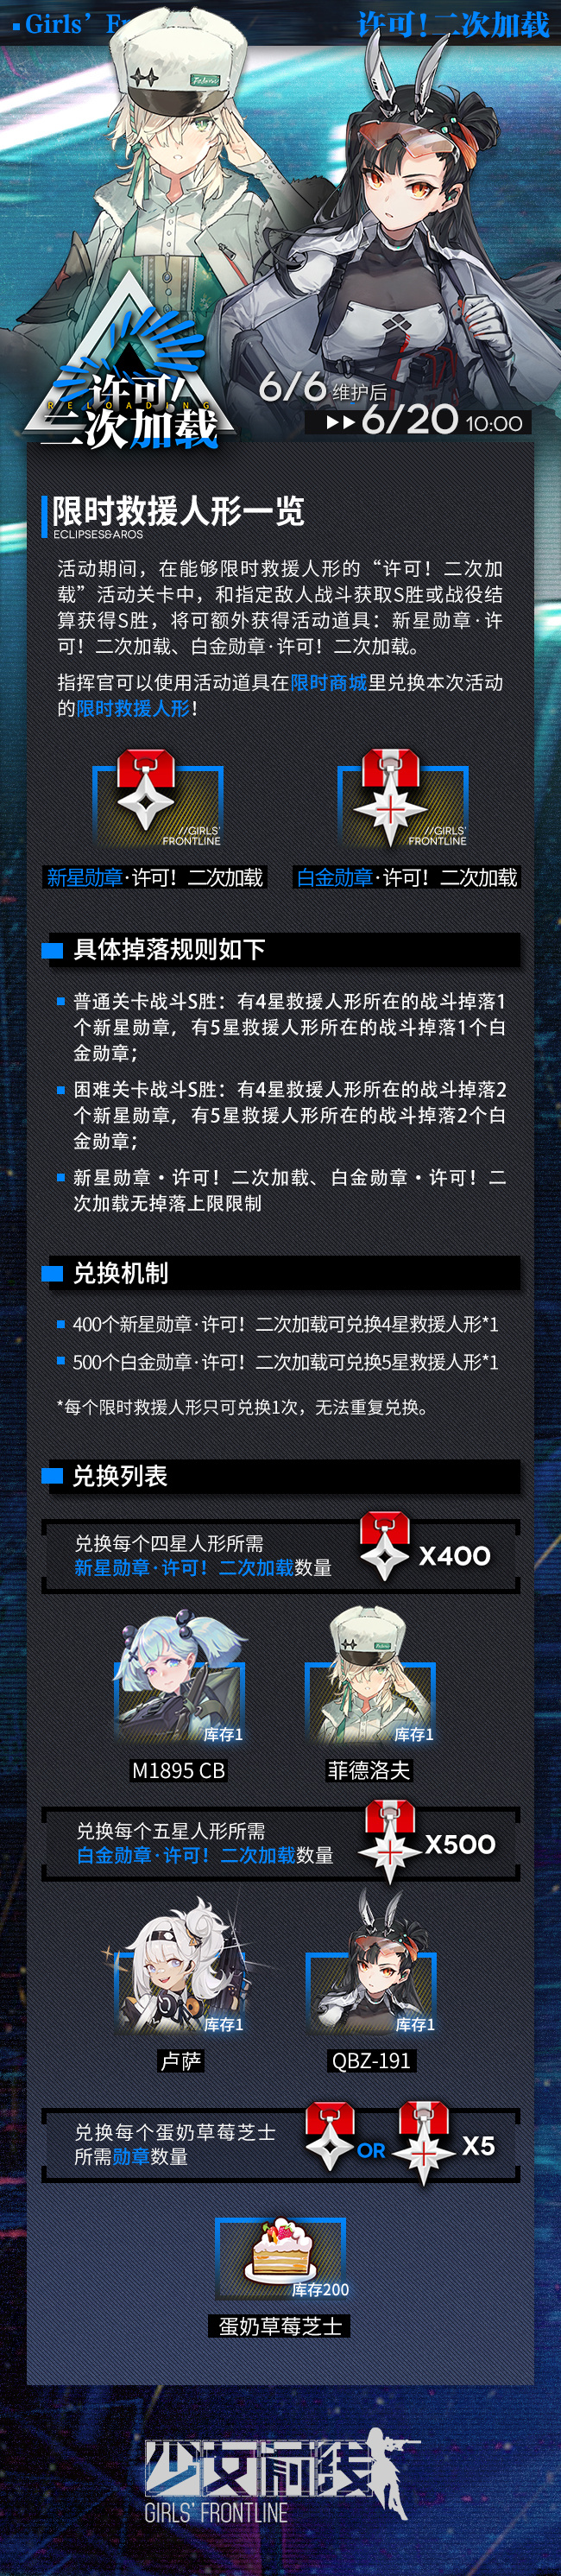 Girls' Fr
许可!二次加载
许可!
RELOADING
二次加载
6/6 维护后
6/20 10:00
限时救援人形一览
ECLIPSES&AROS
活动期间，在能够限时救援人形的“许可！二次加
载”活动关卡中，和指定敌人战斗获取S胜或战役结
算获得S胜，将可额外获得活动道具：新星勋章·许
可！二次加载、白金勋章·许可！二次加载。
指挥官可以使用活动道具在限时商城里兑换本次活动
的限时救援人形！
//GIRLS'
FRONTLINE
//GIRLS'
FRONTLINE
新星勋章·许可！二次加载
白金勋章·许可！二次加载
具体掉落规则如下
普通关卡战斗S胜：有4星救援人形所在的战斗掉落1
个新星勋章，有5星救援人形所在的战斗掉落1个白
金勋章；
困难关卡战斗S胜：有4星救援人形所在的战斗掉落2
个新星勋章，有5星救援人形所在的战斗掉落2个白
金勋章；
新星勋章·许可！二次加载、白金勋章·许可！二
次加载无掉落上限限制
兑换机制
400个新星勋章·许可！二次加载可兑换4星救援人形*1
500个白金勋章·许可！二次加载可兑换5星救援人形*1
*每个限时救援人形只可兑换1次，无法重复兑换。
兑换列表
兑换每个四星人形所需
新星勋章·许可！二次加载数量
X400
库存1
库存1
M1895 CB
菲德洛夫
兑换每个五星人形所需
白金勋章·许可！二次加载数量
X500
库存1
库存1
卢萨
QBZ-191
兑换每个蛋奶草莓芝士
所需勋章数量
OR
X5
库存200
蛋奶草莓芝士
少女前线
GIRLS' FRONTLINE